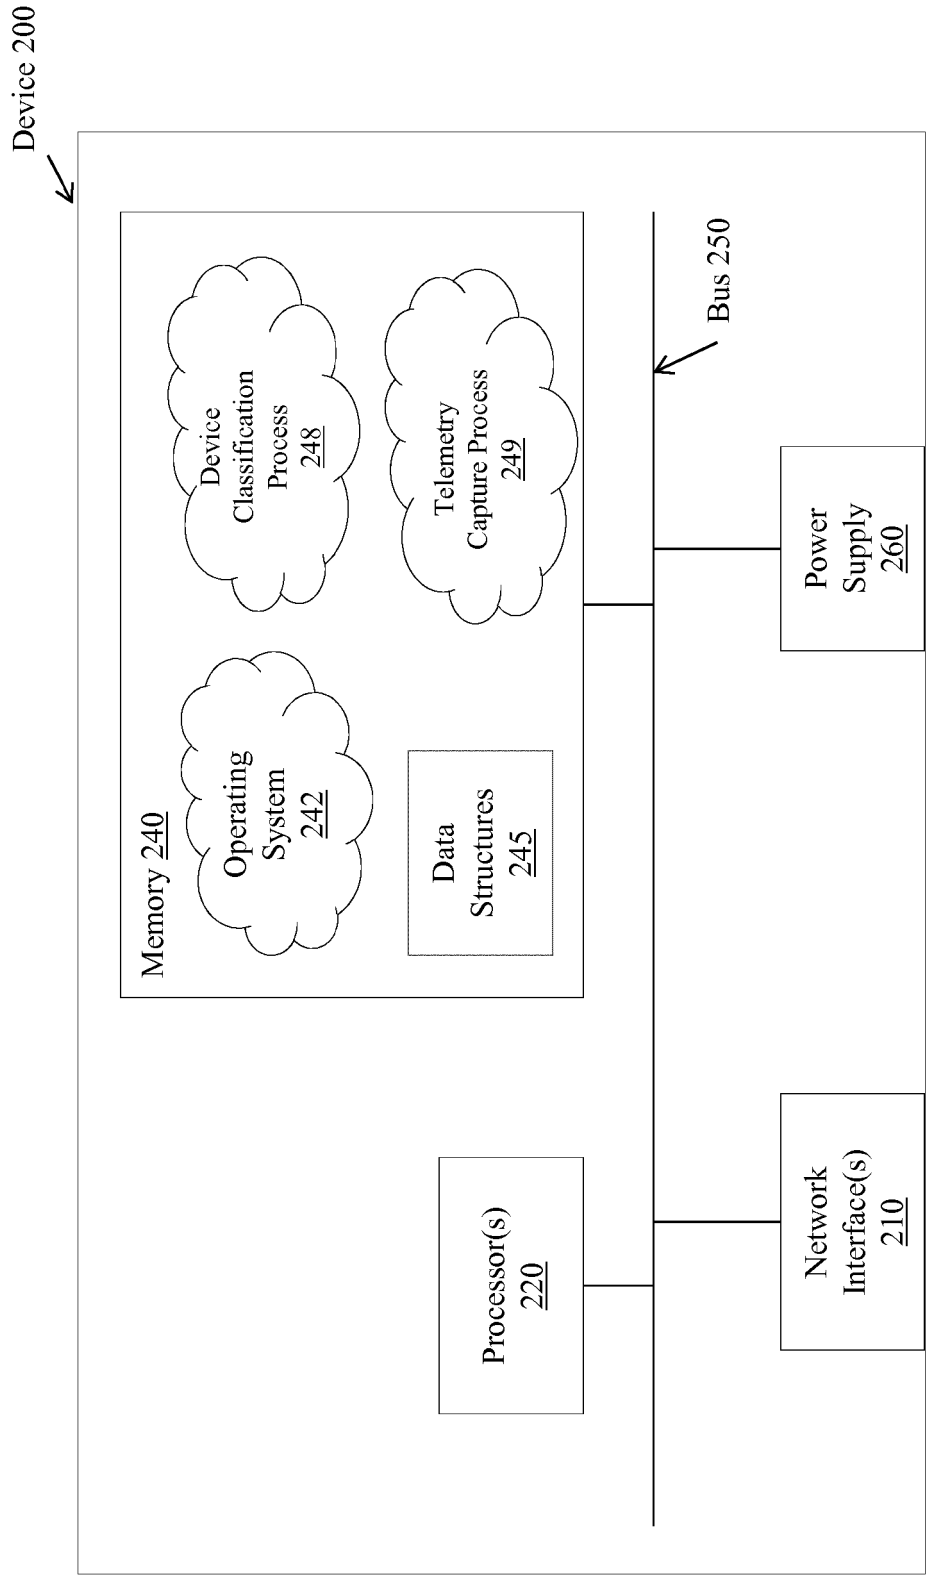 Device 200
Memory 240
Operating
System
242
Device
Classification
Process
248
Data
Structures
245
Telemetry
Capture Process
249
Processor(s)
220
Bus 250
Network
Interface(s)
210
Power
Supply
260